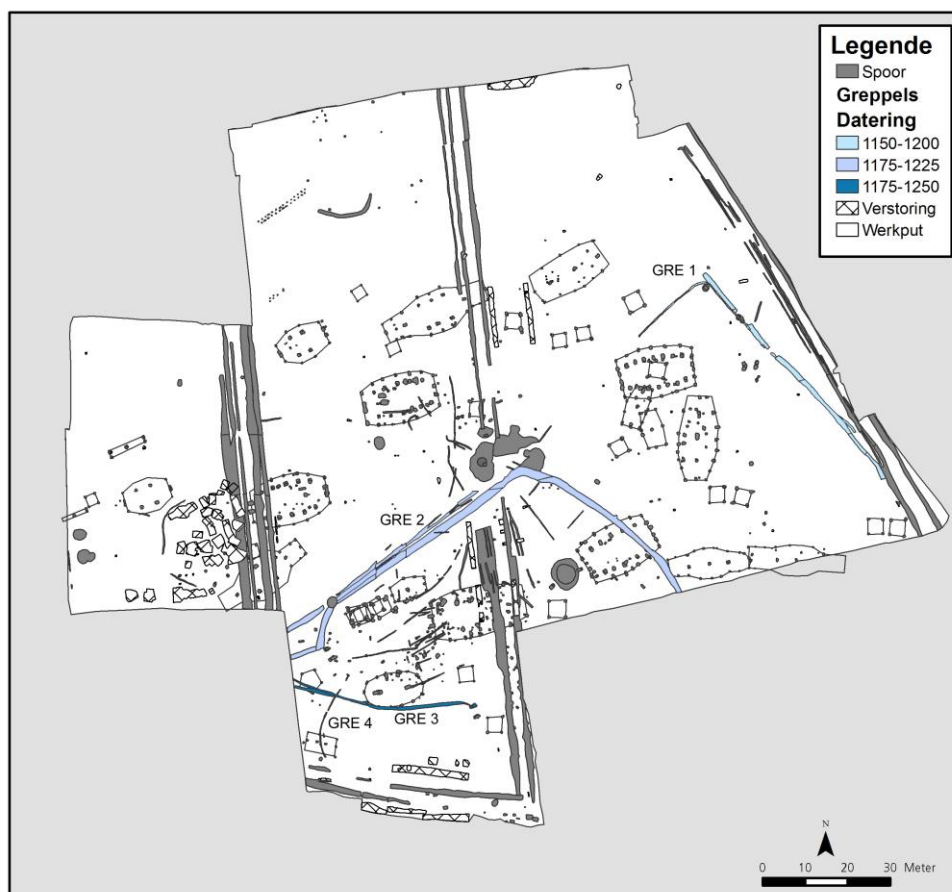 Legende
Spoor
Greppels
Datering
1150-1200
1175-1225
1175-1250
Verstoring
Werkput
GRE 1
GRE 2
GRE 4
GRE 3
N
0 10 20 30 Meter